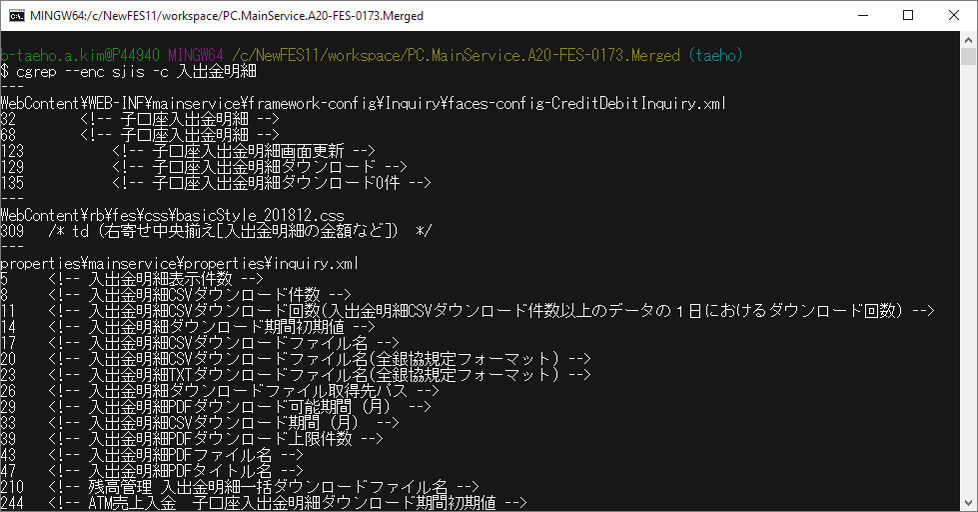 MINGW64:/c/NewFES11/workspace/PC.MainService.A20-FES-0173.Merged
b-taeho.a.kim@P44940 MINGW64 /c/NewFES11/workspace/PC.MainService.A20-FES-0173.Merged (taeho)
$ cgrep --enc sjis -c 入出金明細
---
WebContent¥WEB-INF¥mainservice¥framework-config¥Inquiry¥faces-config-CreditDebitInquiry.xml
32 <!-- 子口座入出金明細 -->
68 <!-- 子口座入出金明細 -->
123 <!-- 子口座入出金明細画面更新 -->
129 <!-- 子口座入出金明細ダウンロード -->
135 <!-- 子口座入出金明細ダウンロード0件 -->
---
WebContent¥rb¥fes¥css¥basicStyle_201812.css
309 /* td (右寄せ中央揃え[入出金明細の金額など]) */
---
properties¥mainservice¥properties¥inquiry.xml
5 <!-- 入出金明細表示件数 -->
8 <!-- 入出金明細CSVダウンロード件数 -->
11 <!-- 入出金明細CSVダウンロード回数(入出金明細CSVダウンロード件数以上のデータの１日におけるダウンロード回数) -->
14 <!-- 入出金明細ダウンロード期間初期値 -->
17 <!-- 入出金明細CSVダウンロードファイル名 -->
20 <!-- 入出金明細CSVダウンロードファイル名(全銀協規定フォーマット) -->
23 <!-- 入出金明細TXTダウンロードファイル名(全銀協規定フォーマット) -->
26 <!-- 入出金明細ダウンロードファイル取得先パス -->
29 <!-- 入出金明細PDFダウンロード可能期間（月） -->
33 <!-- 入出金明細CSVダウンロード期間（月） -->
39 <!-- 入出金明細PDFダウンロード上限件数 -->
43 <!-- 入出金明細PDFファイル名 -->
47 <!-- 入出金明細PDFタイトル名 -->
210 <!-- 残高管理 入出金明細一括ダウンロードファイル名 -->
244 <!-- ATM売上入金　子口座入出金明細ダウンロード期間初期値 -->